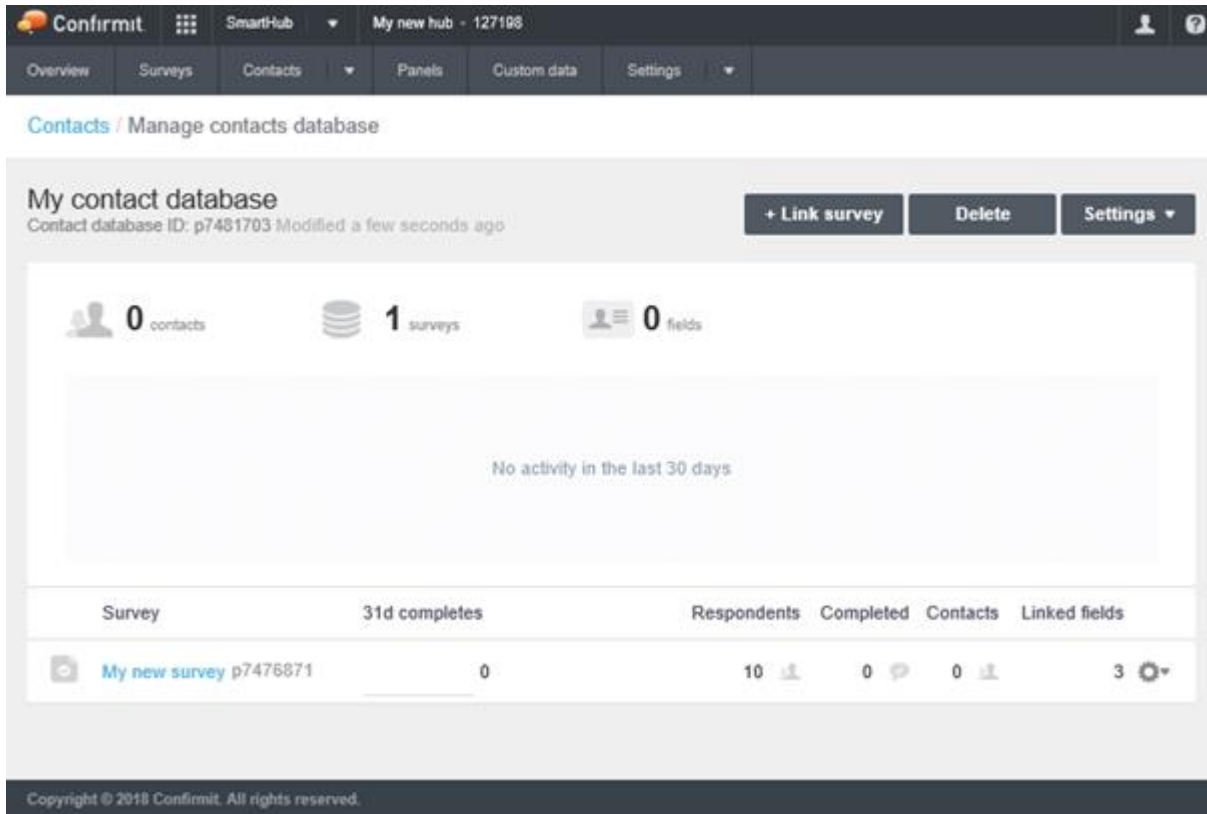 Confirmit SmartHub My new hub - 127198
Overview Surveys Contacts Panels Custom data Settings
Contacts / Manage contacts database
My contact database
Contact database ID: p7481703 Modified a few seconds ago
+ Link survey Delete Settings
0 contacts 1 surveys 0 fields
No activity in the last 30 days
Survey 31d completes Respondents Completed Contacts Linked fields
My new survey p7476871 0 10 0 0 3
Copyright © 2018 Confirmit. All rights reserved.